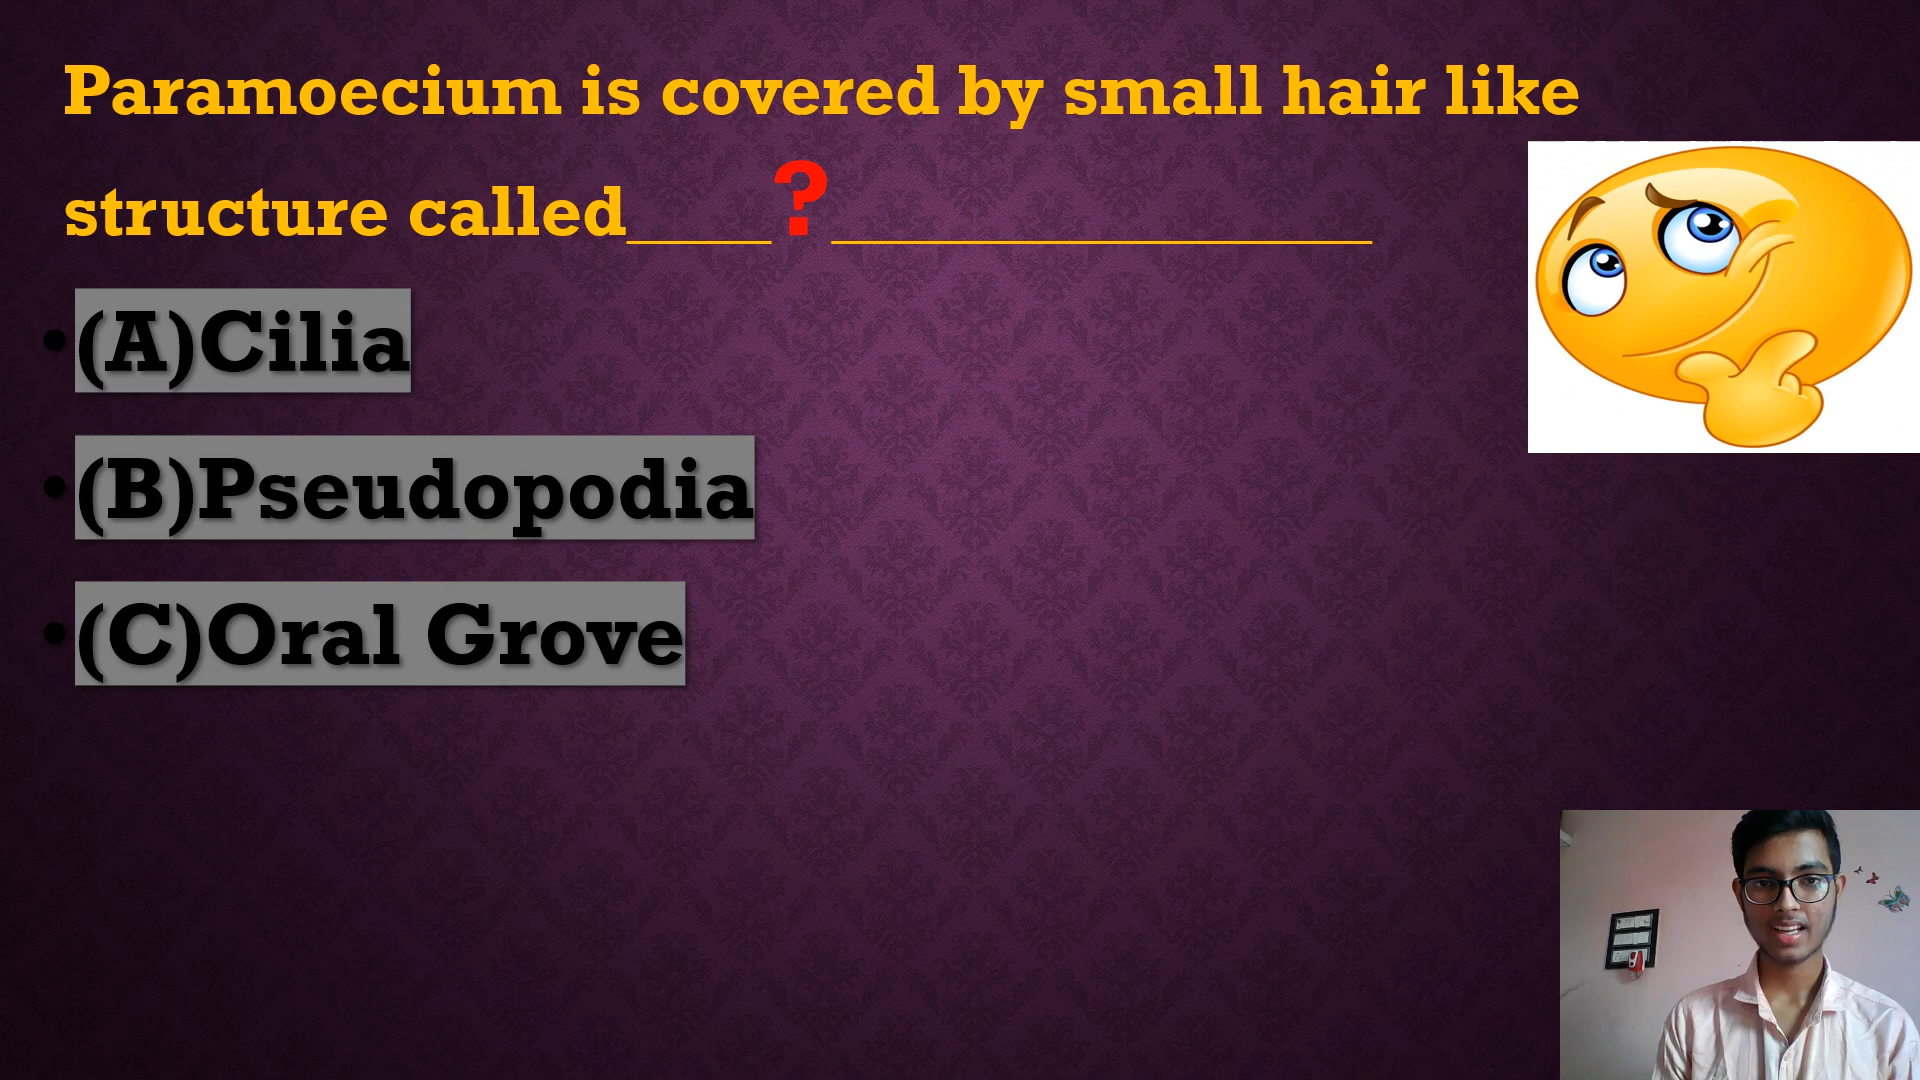 Paramoecium is covered by small hair like
structure called____?_______________
•(A)Cilia
•(B)Pseudopodia
•(C)Oral Grove